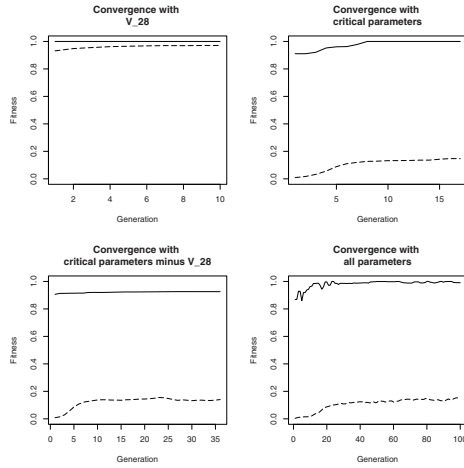 Convergence with
V_28
Fitness
0.0 0.2 0.4 0.6 0.8 1.0
2 4 6 8 10
Generation
Convergence with
critical parameters
Fitness
0.0 0.2 0.4 0.6 0.8 1.0
5 10 15
Generation
Convergence with
critical parameters minus V_28
Fitness
0.0 0.2 0.4 0.6 0.8 1.0
0 5 10 15 20 25 30 35
Generation
Convergence with
all parameters
Fitness
0.0 0.2 0.4 0.6 0.8 1.0
0 20 40 60 80 100
Generation